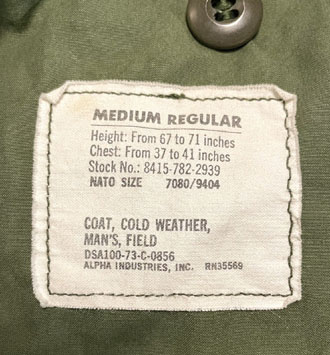 MEDIUM REGULAR
Height: From 67 to 71 inches
Chest: From 37 to 41 inches
Stock No.: 8415-782-2939
NATO SIZE 7080/9404
COAT, COLD WEATHER,
MAN'S, FIELD
DSA100-73-C-0856
ALPHA INDUSTRIES, INC. RN35569